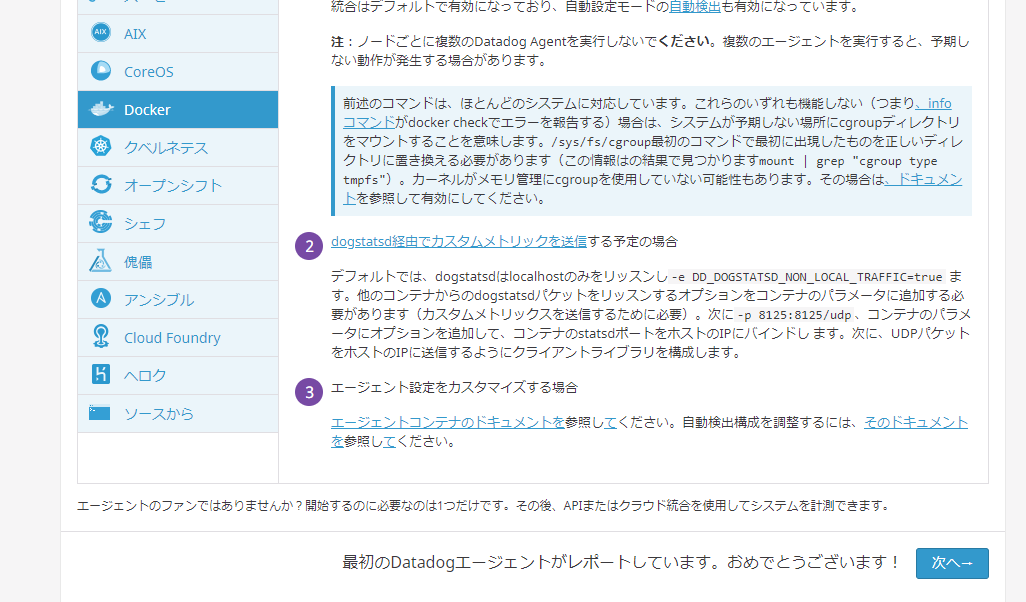 統合はデフォルトで有効になっており、自動設定モードの自動検出も有効になっています。
AIX
注：ノードごとに複数のDatadog Agentを実行しないでください。複数のエージェントを実行すると、予期し
ない動作が発生する場合があります。
CoreOS
Docker
クベルネテス
オープンシフト
シェフ
傀儡
アンシブル
Cloud Foundry
ヘロク
ソースから
前述のコマンドは、ほとんどのシステムに対応しています。これらのいずれも機能しない（つまり、info
コマンドがdocker checkでエラーを報告する）場合は、システムが予期しない場所にcgroupディレクトリ
をマウントすることを意味します。/sys/fs/cgroup最初のコマンドで最初に出現したものを正しいディレ
クトリに置き換える必要があります（この情報はの結果で見つかりますmount | grep "cgroup type
tmpfs"）。カーネルがメモリ管理にcgroupを使用していない可能性もあります。その場合は、ドキュメン
トを参照して有効にしてください。
2 dogstatsd経由でカスタムメトリックを送信する予定の場合
デフォルトでは、dogstatsdはlocalhostのみをリッスンし -e DD_DOGSTATSD_NON_LOCAL_TRAFFIC=true ま
す。他のコンテナからのdogstatsdパケットをリッスンするオプションをコンテナのパラメータに追加する必
要があります（カスタムメトリックスを送信するために必要）。次に -p 8125:8125/udp 、コンテナのパラメ
ータにオプションを追加して、コンテナのstatsdポートをホストのIPにバインドします。次に、UDPパケット
をホストのIPに送信するようにクライアントライブラリを構成します。
3 エージェント設定をカスタマイズする場合
エージェントコンテナのドキュメントを参照してください。自動検出構成を調整するには、そのドキュメント
を参照してください。
エージェントのファンではありませんか？開始するのに必要なのは1つだけです。その後、APIまたはクラウド統合を使用してシステムを計測できます。
最初のDatadogエージェントがレポートしています。おめでとうございます！
次へ→